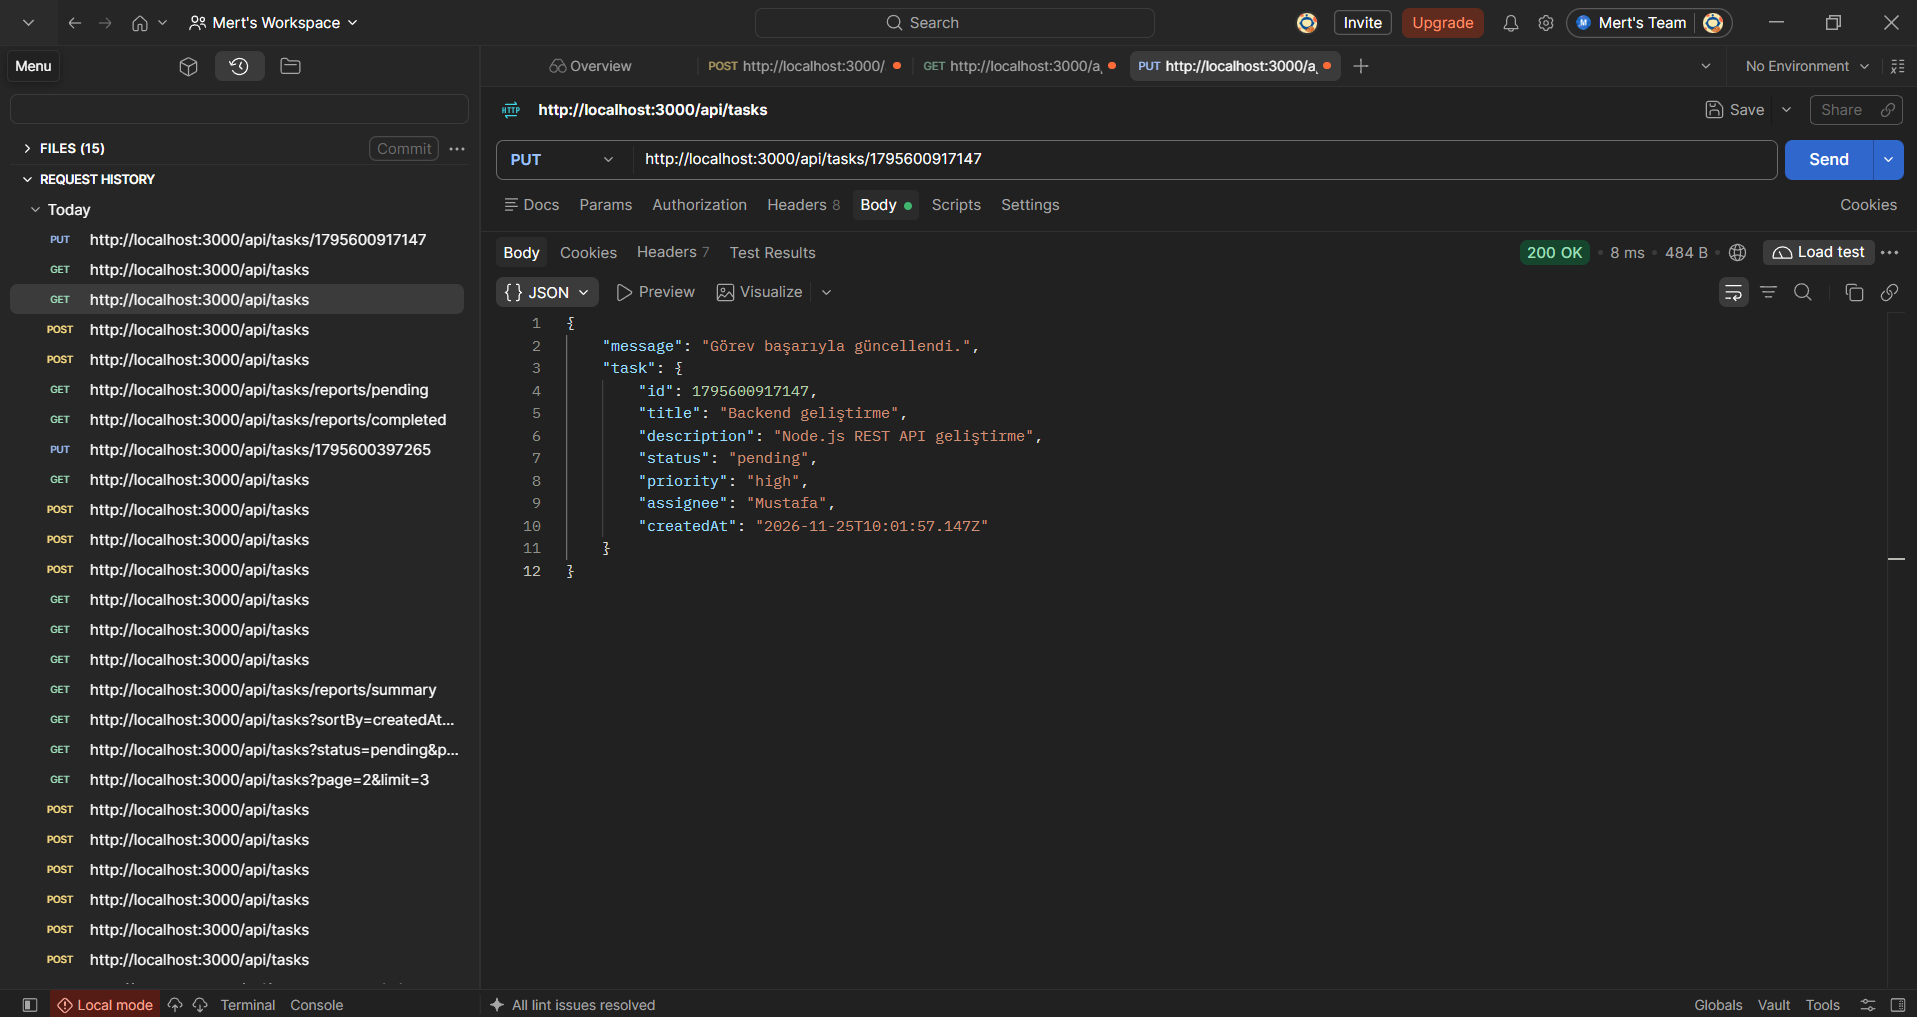 Mert's Workspace
Search
Invite
Upgrade
M
Mert's Team
Menu
Overview
POST http://localhost:3000/
GET http://localhost:3000/a
PUT http://localhost:3000/a
No Environment
HTTP http://localhost:3000/api/tasks
Save
Share
FILES (15)
Commit
PUT
http://localhost:3000/api/tasks/1795600917147
Send
REQUEST HISTORY
Docs Params Authorization Headers 8 Body Scripts Settings
Cookies
Today
PUT http://localhost:3000/api/tasks/1795600917147
GET http://localhost:3000/api/tasks
GET http://localhost:3000/api/tasks
POST http://localhost:3000/api/tasks
POST http://localhost:3000/api/tasks
GET http://localhost:3000/api/tasks/reports/pending
GET http://localhost:3000/api/tasks/reports/completed
PUT http://localhost:3000/api/tasks/1795600397265
GET http://localhost:3000/api/tasks
POST http://localhost:3000/api/tasks
POST http://localhost:3000/api/tasks
POST http://localhost:3000/api/tasks
GET http://localhost:3000/api/tasks
GET http://localhost:3000/api/tasks
GET http://localhost:3000/api/tasks
GET http://localhost:3000/api/tasks/reports/summary
GET http://localhost:3000/api/tasks?sortBy=createdAt...
GET http://localhost:3000/api/tasks?status=pending&p...
GET http://localhost:3000/api/tasks?page=2&limit=3
POST http://localhost:3000/api/tasks
POST http://localhost:3000/api/tasks
POST http://localhost:3000/api/tasks
POST http://localhost:3000/api/tasks
POST http://localhost:3000/api/tasks
POST http://localhost:3000/api/tasks
Body Cookies Headers 7 Test Results
200 OK • 8 ms • 484 B
Load test
{} JSON
Preview
Visualize
1 {
2 "message": "Görev başarıyla güncellendi.",
3 "task": {
4 "id": 1795600917147,
5 "title": "Backend geliştirme",
6 "description": "Node.js REST API geliştirme",
7 "status": "pending",
8 "priority": "high",
9 "assignee": "Mustafa",
10 "createdAt": "2026-11-25T10:01:57.147Z"
11 }
12 }
Local mode
Terminal
Console
All lint issues resolved
Globals
Vault
Tools